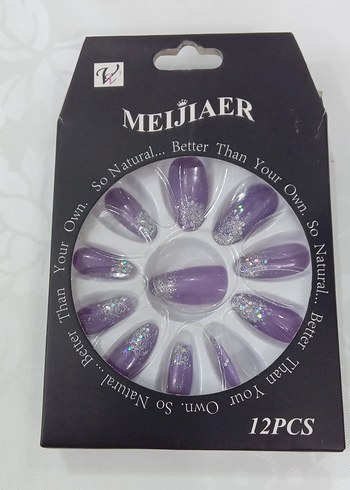 MEIJIAER
So Natural... Better Than Your Own. So Natural... Better Than Your Own. So Natural...Better Than Your Own.
12PCS